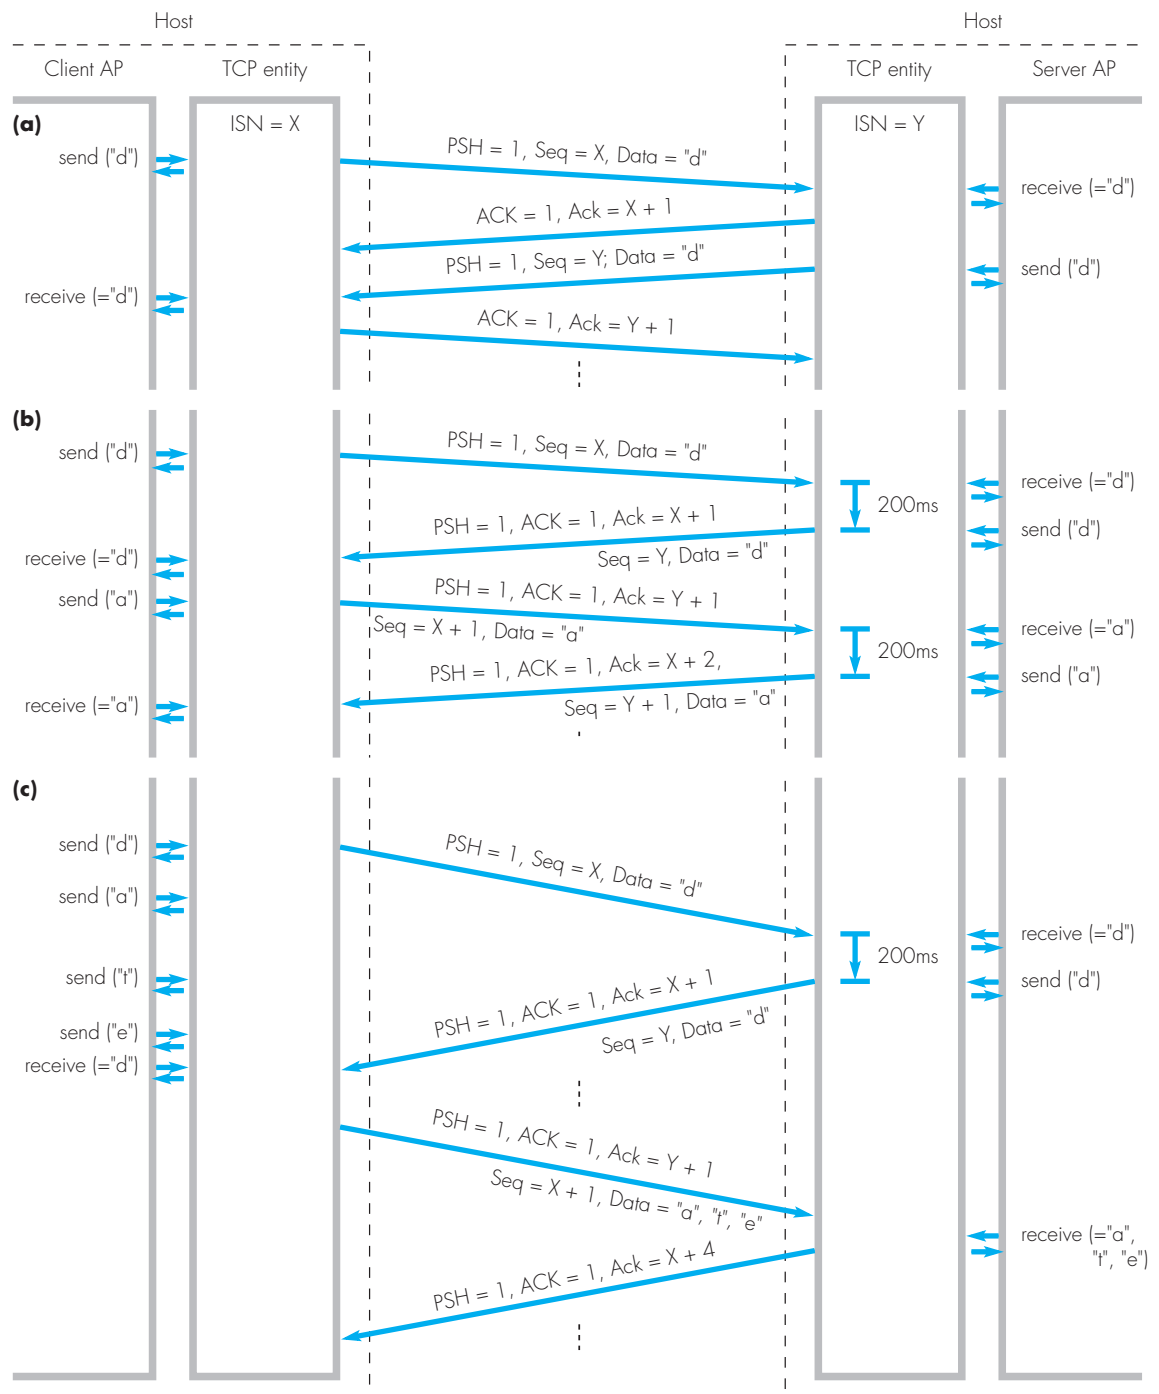 Host
Host
Client AP
TCP entity
TCP entity
Server AP
(a)
ISN = X
ISN = Y
send ("d")
PSH = 1, Seq = X, Data = "d"
receive (="d")
ACK = 1, Ack = X + 1
PSH = 1, Seq = Y; Data = "d"
send ("d")
receive (="d")
ACK = 1, Ack = Y + 1
(b)
send ("d")
PSH = 1, Seq = X, Data = "d"
receive (="d")
200ms
PSH = 1, ACK = 1, Ack = X + 1
send ("d")
Seq = Y, Data = "d"
receive (="d")
send ("a")
PSH = 1, ACK = 1, Ack = Y + 1
Seq = X + 1, Data = "a"
receive (="a")
200ms
PSH = 1, ACK = 1, Ack = X + 2,
send ("a")
Seq = Y + 1, Data = "a"
receive (="a")
(c)
send ("d")
PSH = 1, Seq = X, Data = "d"
send ("a")
receive (="d")
200ms
send ("t")
send ("d")
PSH = 1, ACK = 1, Ack = X + 1
Seq = Y, Data = "d"
send ("e")
receive (="d")
PSH = 1, ACK = 1, Ack = Y + 1
Seq = X + 1, Data = "a", "t", "e"
receive (="a",
"t", "e")
PSH = 1, ACK = 1, Ack = X + 4